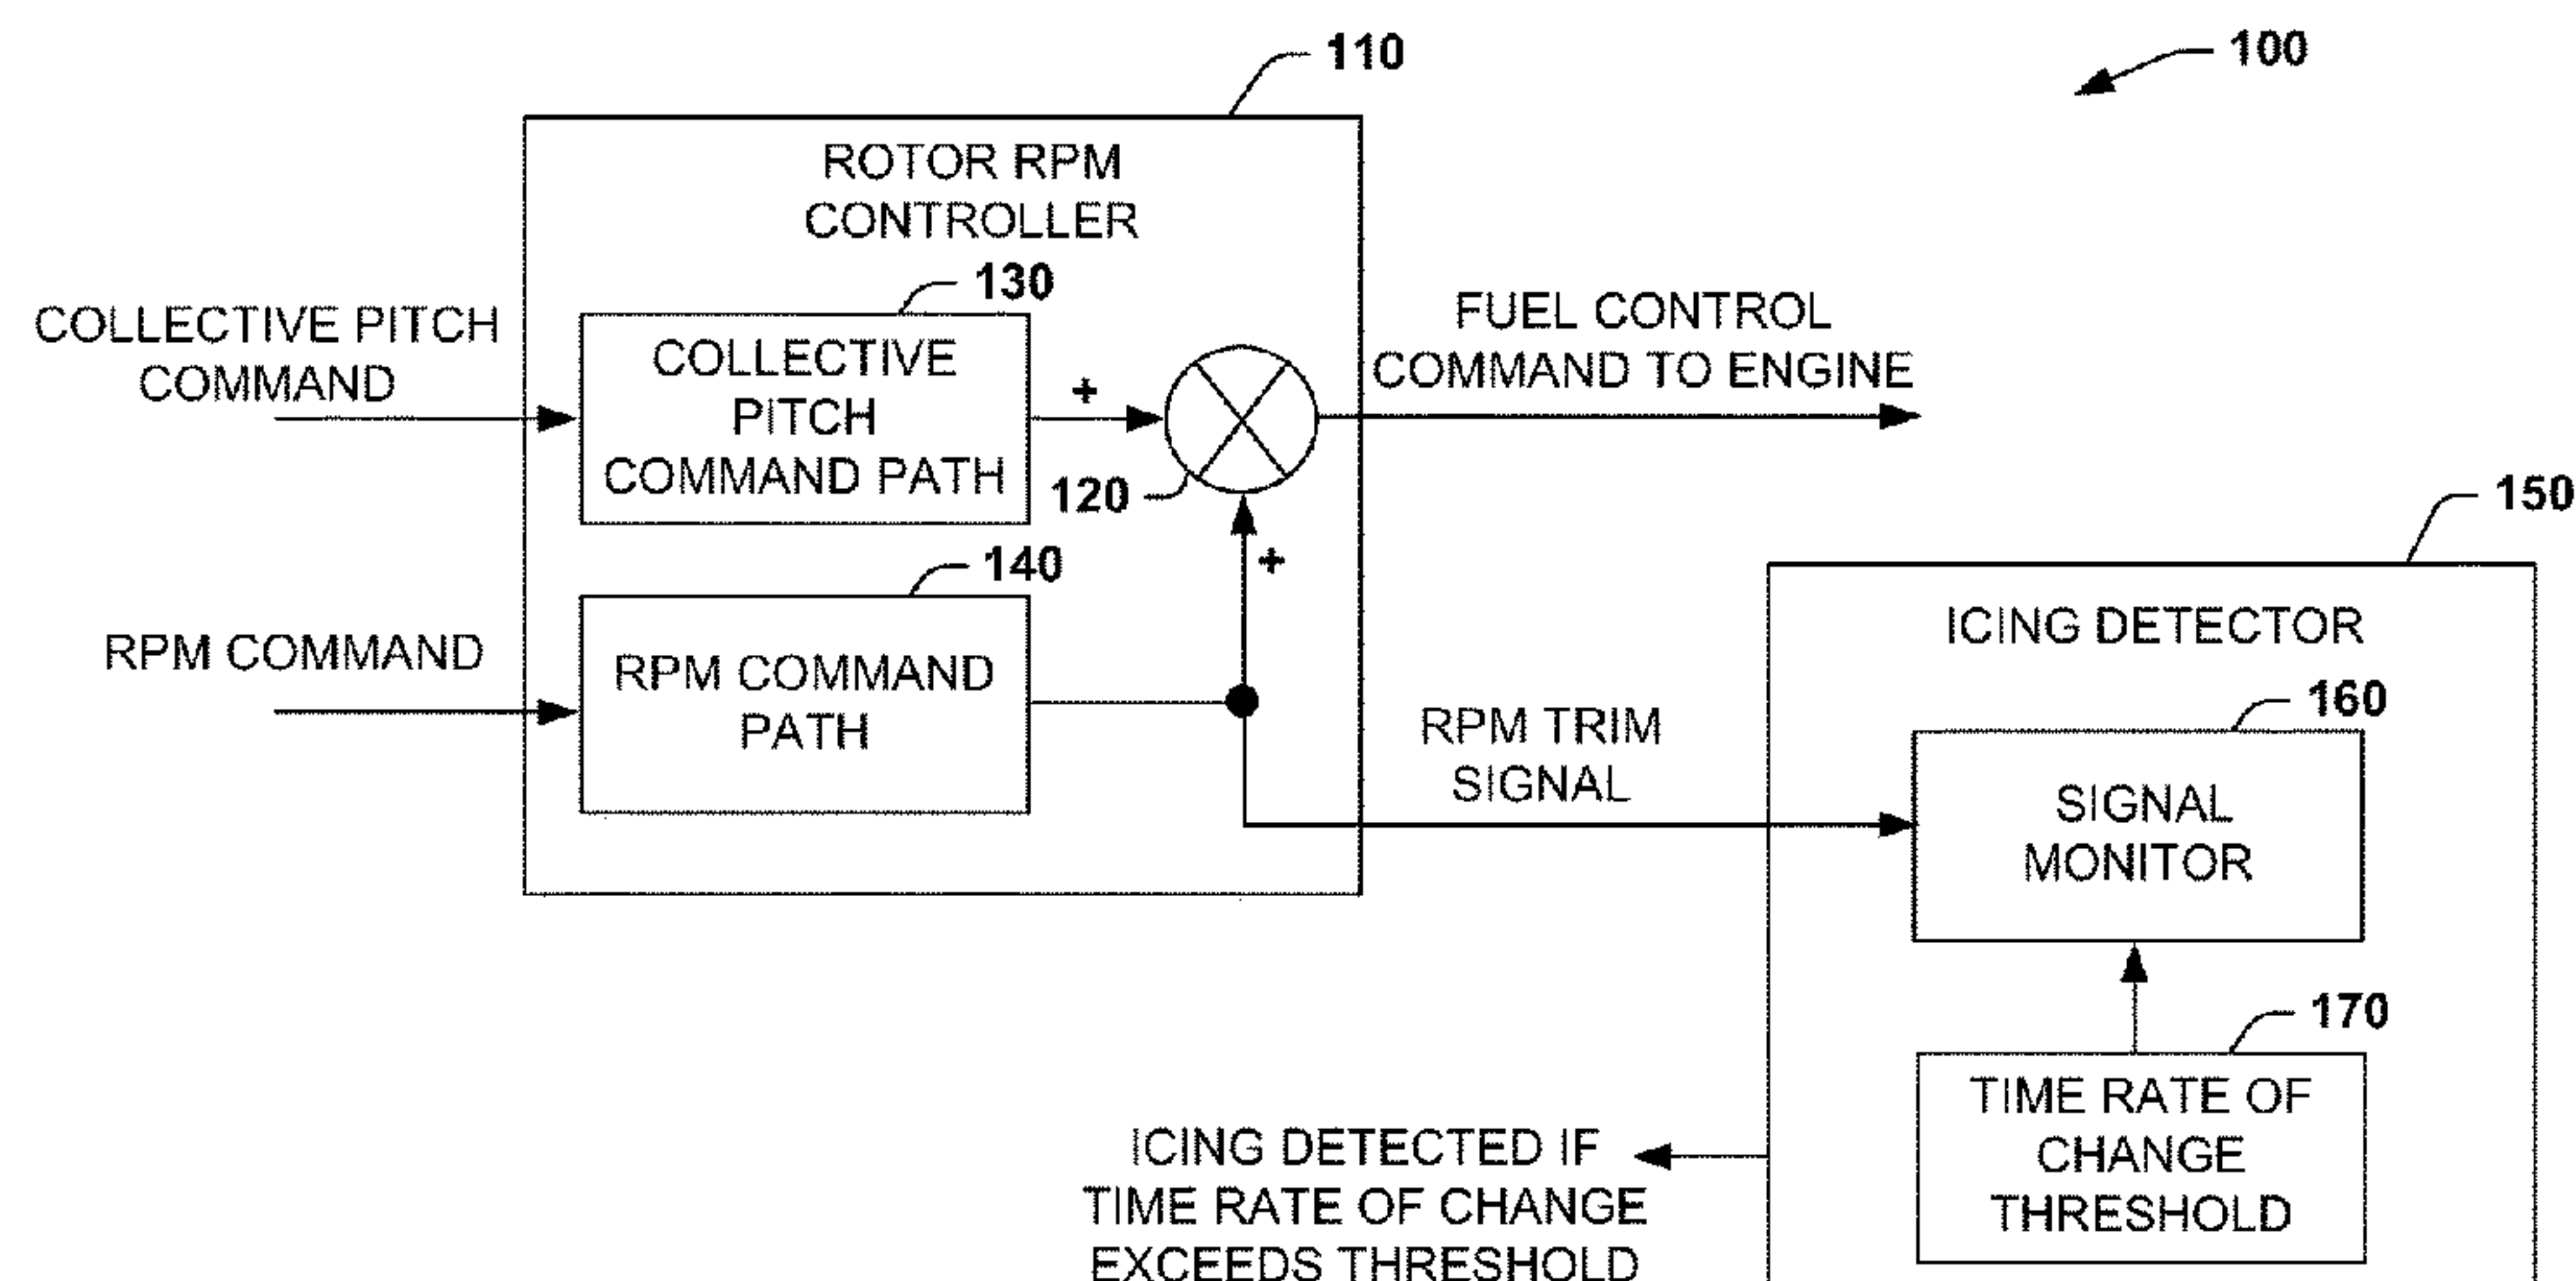 110
100
ROTOR RPM
CONTROLLER
130
COLLECTIVE PITCH
COMMAND
COLLECTIVE
PITCH
COMMAND PATH
+
120
FUEL CONTROL
COMMAND TO ENGINE
150
140
+
RPM COMMAND
RPM COMMAND
PATH
ICING DETECTOR
160
RPM TRIM
SIGNAL
SIGNAL
MONITOR
170
TIME RATE OF
CHANGE
THRESHOLD
ICING DETECTED IF
TIME RATE OF CHANGE
EXCEEDS THRESHOLD